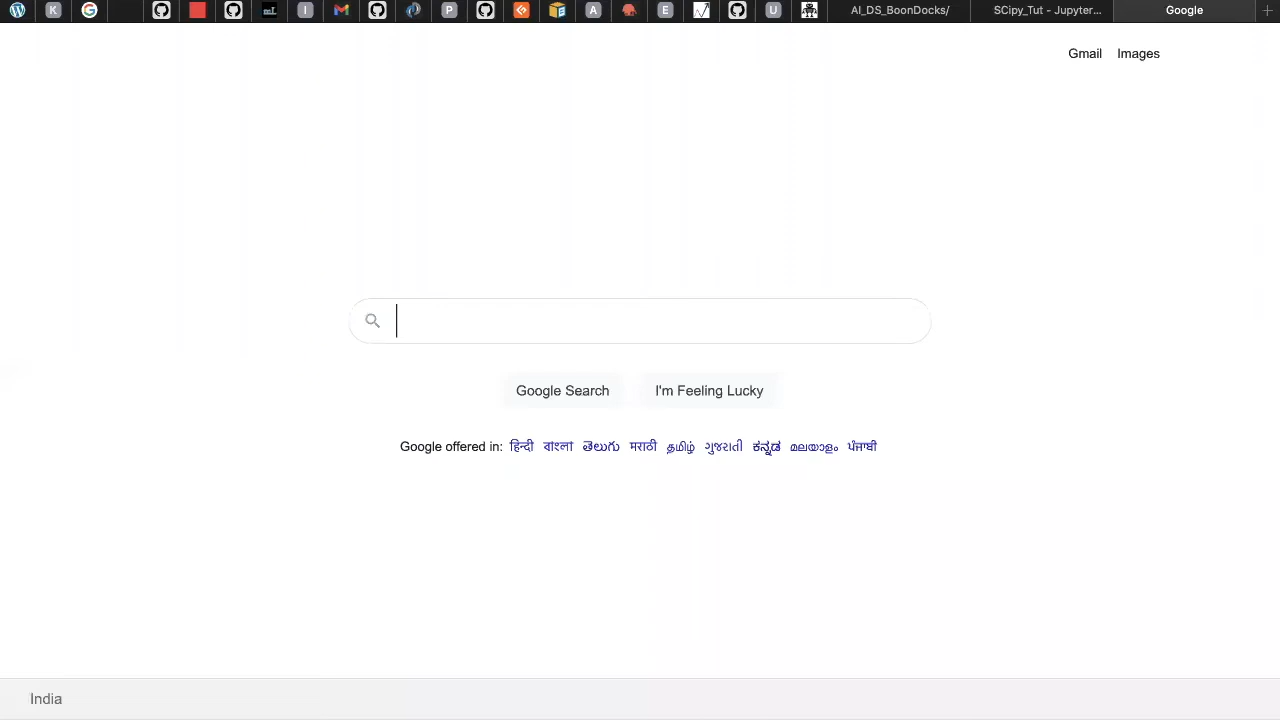 K
mL
I
P
A
E
U
AI_DS_BoonDocks/
SCipy_Tut - Jupyter...
Google
Gmail Images
Google Search
I'm Feeling Lucky
Google offered in: हिन्दी বাংলা తెలుగు मराठी தமிழ் ગુજરાતી ಕನ್ನಡ മലയാളം ਪੰਜਾਬੀ
India